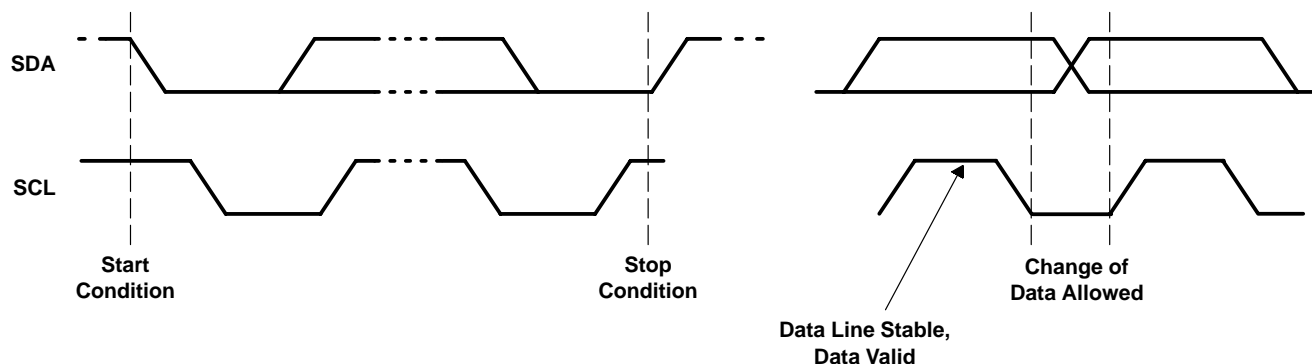 SDA
SCL
Start
Condition
Stop
Condition
Change of
Data Allowed
Data Line Stable,
Data Valid